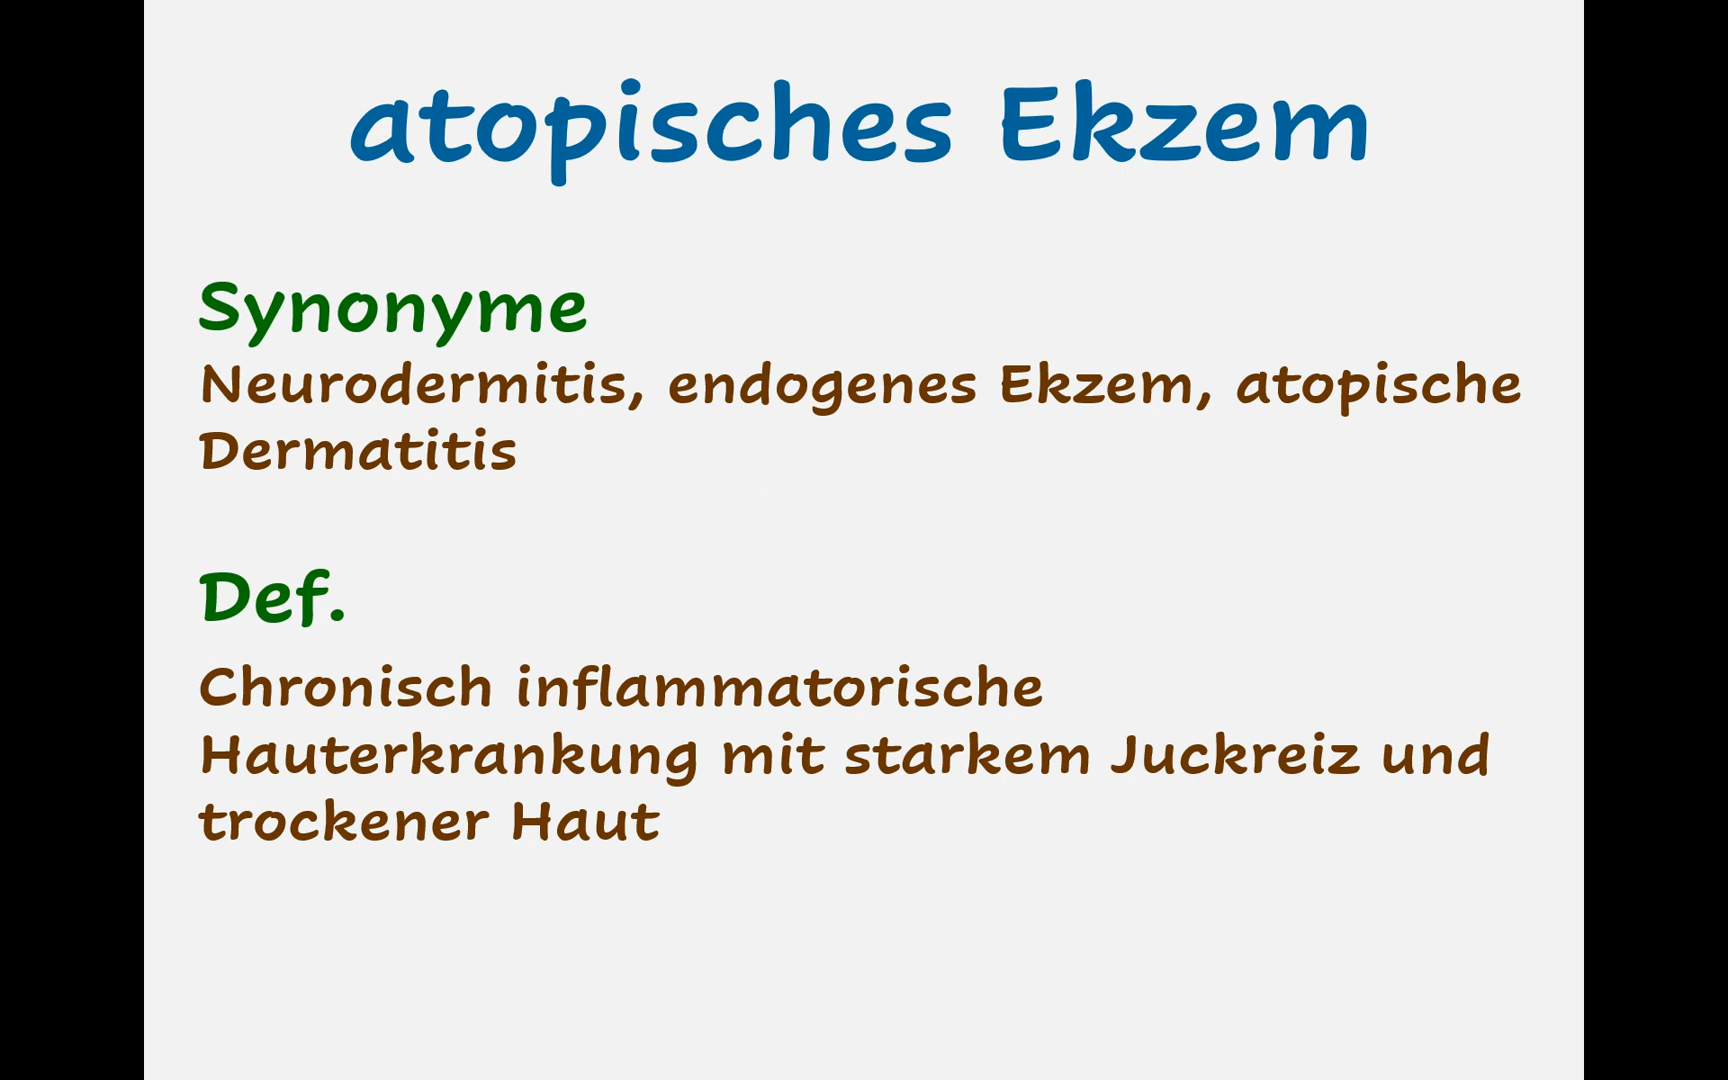 atopisches Ekzem
Synonyme
Neurodermitis, endogenes Ekzem, atopische
Dermatitis
Def.
Chronisch inflammatorische
Hauterkrankung mit starkem Juckreiz und
trockener Haut